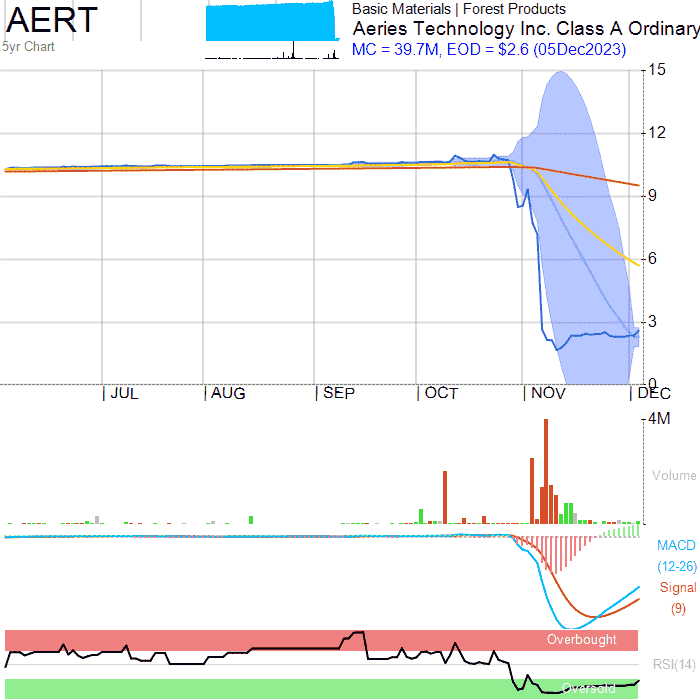 AERT
5yr Chart
Basic Materials | Forest Products
Aeries Technology Inc. Class A Ordinary
MC = 39.7M, EOD = $2.6 (05Dec2023)
15
12
9
6
3
0
JUL
AUG
SEP
OCT
NOV
DEC
4M
Volume
MACD
(12-26)
Signal
(9)
Overbought
RSI(14)
Oversold